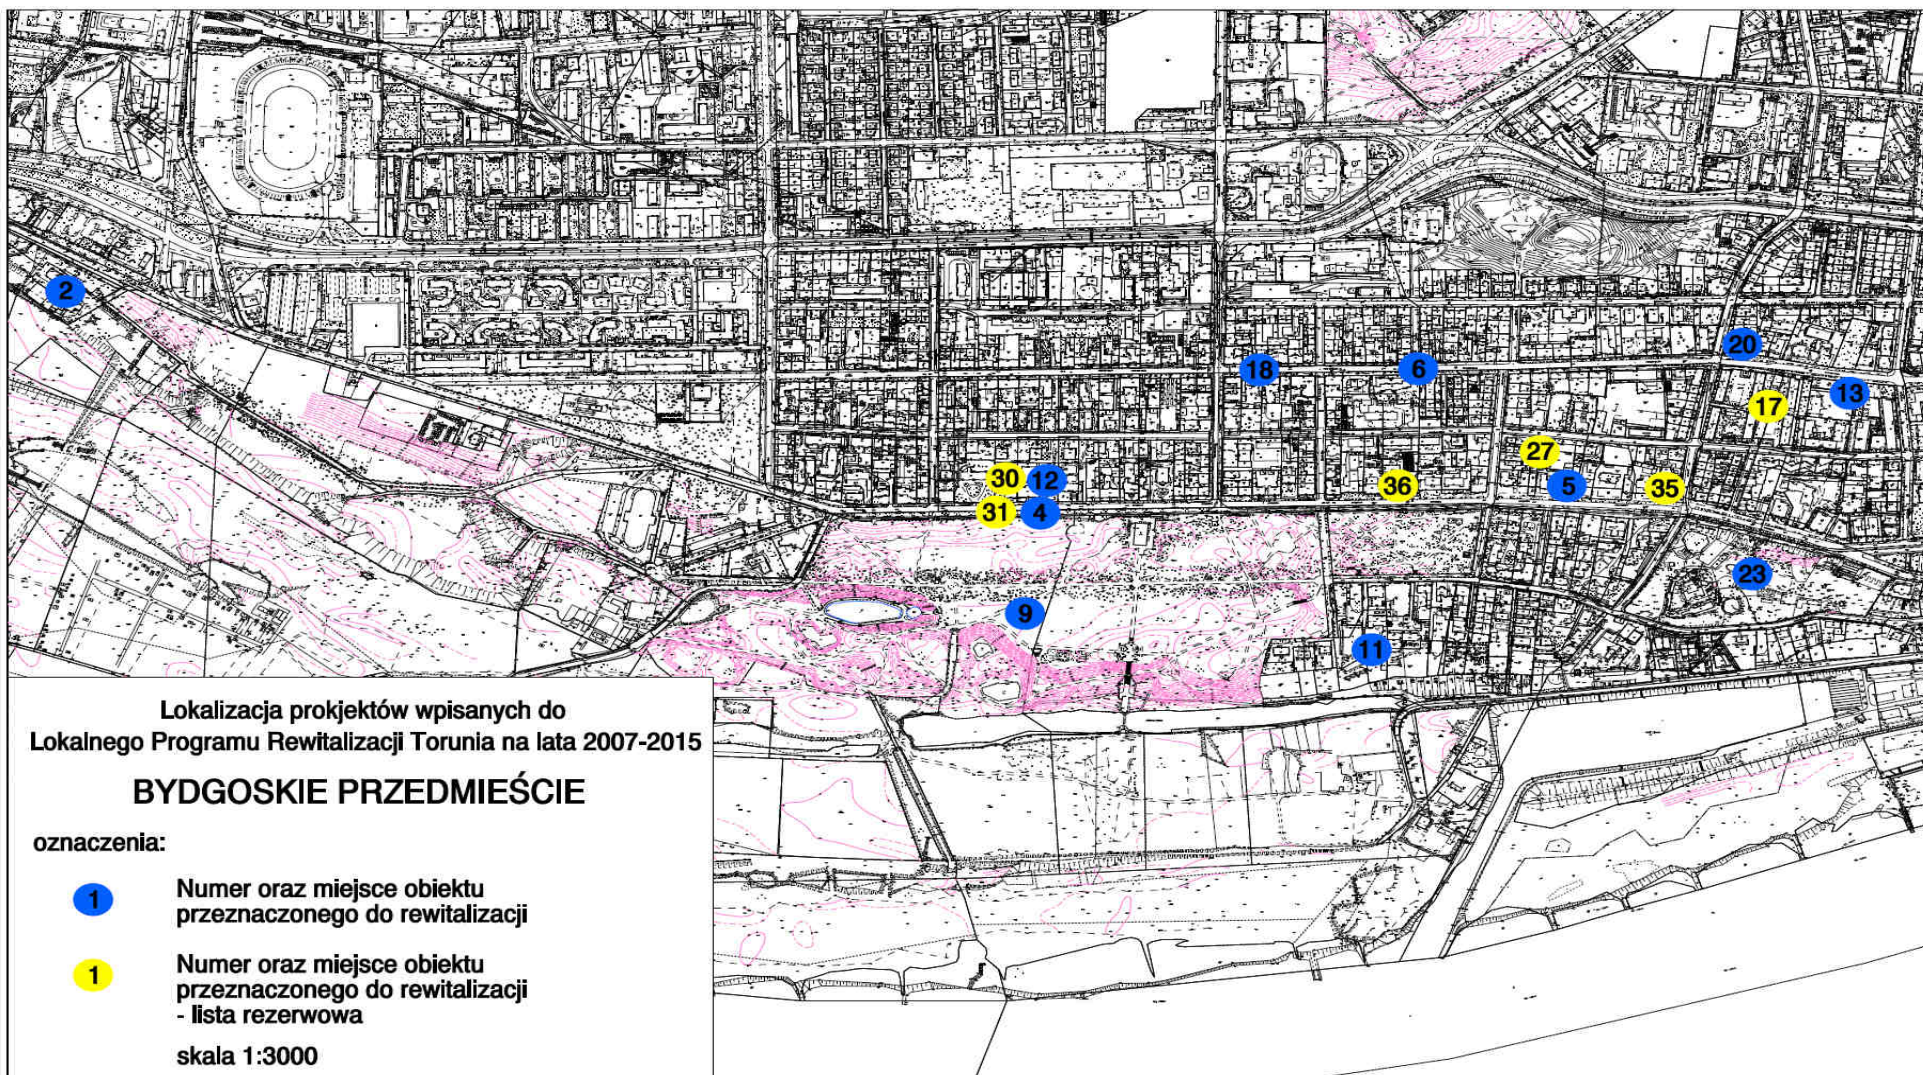 2
20
18
6
13
17
27
30
12
36
5
35
31
4
23
9
11
Lokalizacja prokjektów wpisanych do
Lokalnego Programu Rewitalizacji Torunia na lata 2007-2015
BYDGOSKIE PRZEDMIEŚCIE
oznaczenia:
1
Numer oraz miejsce obiektu
przeznaczonego do rewitalizacji
1
Numer oraz miejsce obiektu
przeznaczonego do rewitalizacji
- lista rezerwowa
skala 1:3000